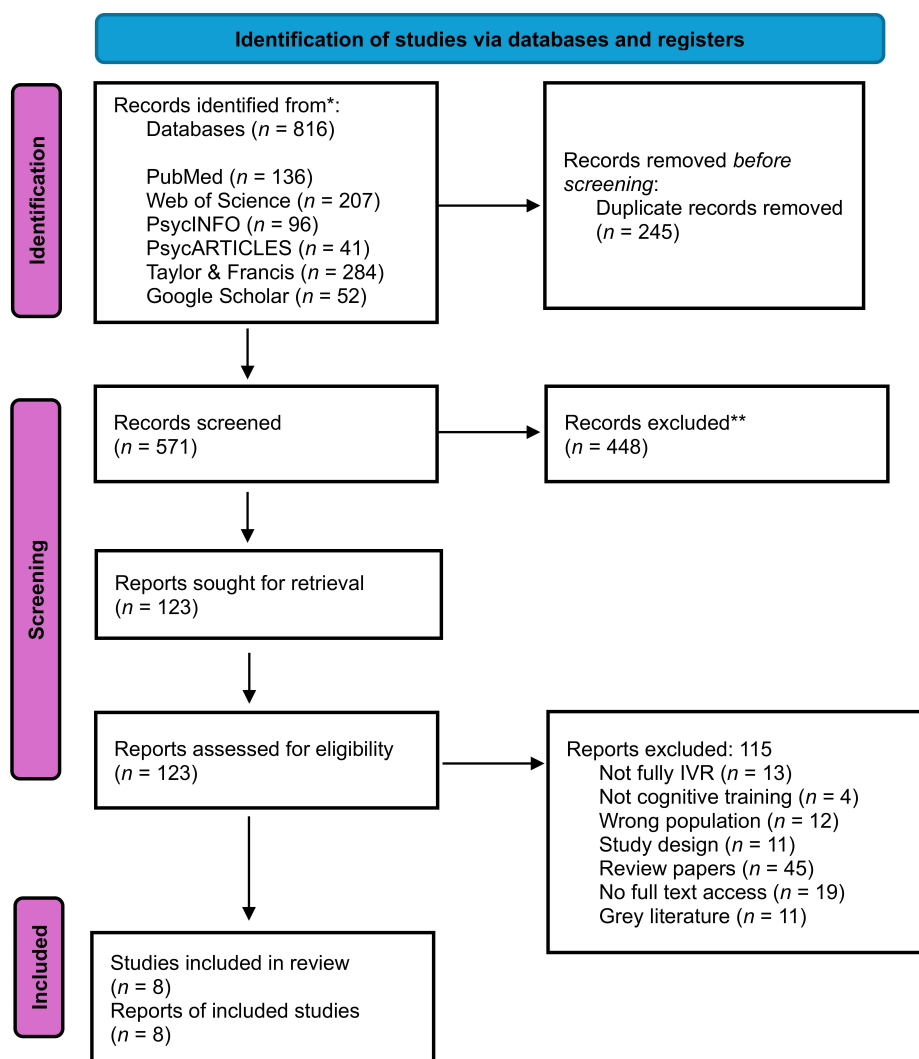 Identification of studies via databases and registers
Identification
Records identified from*:
Databases (n = 816)
PubMed (n = 136)
Web of Science (n = 207)
PsycINFO (n = 96)
PsycARTICLES (n = 41)
Taylor & Francis (n = 284)
Google Scholar (n = 52)
Records removed before
screening:
Duplicate records removed
(n = 245)
Screening
Records screened
(n = 571)
Records excluded**
(n = 448)
Reports sought for retrieval
(n = 123)
Reports assessed for eligibility
(n = 123)
Reports excluded: 115
Not fully IVR (n = 13)
Not cognitive training (n = 4)
Wrong population (n = 12)
Study design (n = 11)
Review papers (n = 45)
No full text access (n = 19)
Grey literature (n = 11)
Included
Studies included in review
(n = 8)
Reports of included studies
(n = 8)